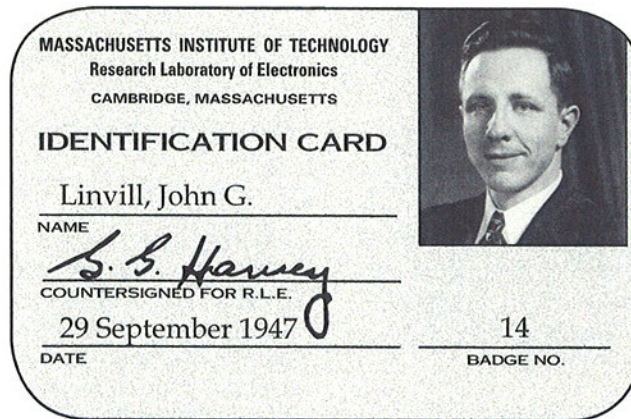 MASSACHUSETTS INSTITUTE OF TECHNOLOGY
Research Laboratory of Electronics
CAMBRIDGE, MASSACHUSETTS
IDENTIFICATION CARD
Linvill, John G.
NAME
G. G. Harvey
COUNTERSIGNED FOR R.L.E.
29 September 1947
14
DATE
BADGE NO.